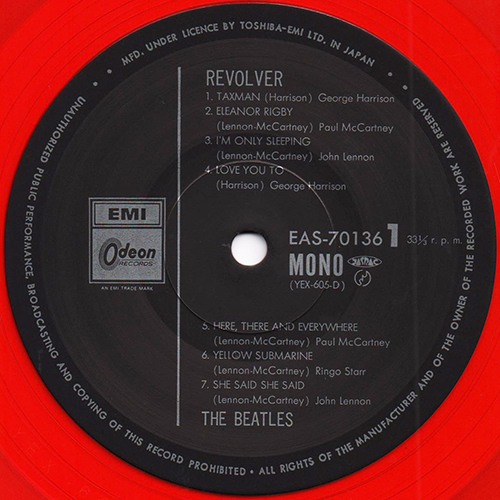 MFD. UNDER LICENCE BY TOSHIBA-EMI LTD. IN JAPAN •
UNAUTHORIZED PUBLIC PERFORMANCE, BROADCASTING AND COPYING OF THIS RECORD PROHIBITED • ALL RIGHTS OF THE MANUFACTURER AND OF THE OWNER OF THE RECORDED WORK ARE RESERVED •
REVOLVER
1. TAXMAN (Harrison) George Harrison
2. ELEANOR RIGBY
(Lennon-McCartney) Paul McCartney
3. I'M ONLY SLEEPING
(Lennon-McCartney) John Lennon
4. LOVE YOU TO
(Harrison) George Harrison
EMI
Odeon
RECORDS
AN EMI TRADE MARK
EAS-70136 1 33⅓ r. p. m.
MONO
(YEX-605-D)
5. HERE, THERE AND EVERYWHERE
(Lennon-McCartney) Paul McCartney
6. YELLOW SUBMARINE
(Lennon-McCartney) Ringo Starr
7. SHE SAID SHE SAID
(Lennon-McCartney) John Lennon
THE BEATLES